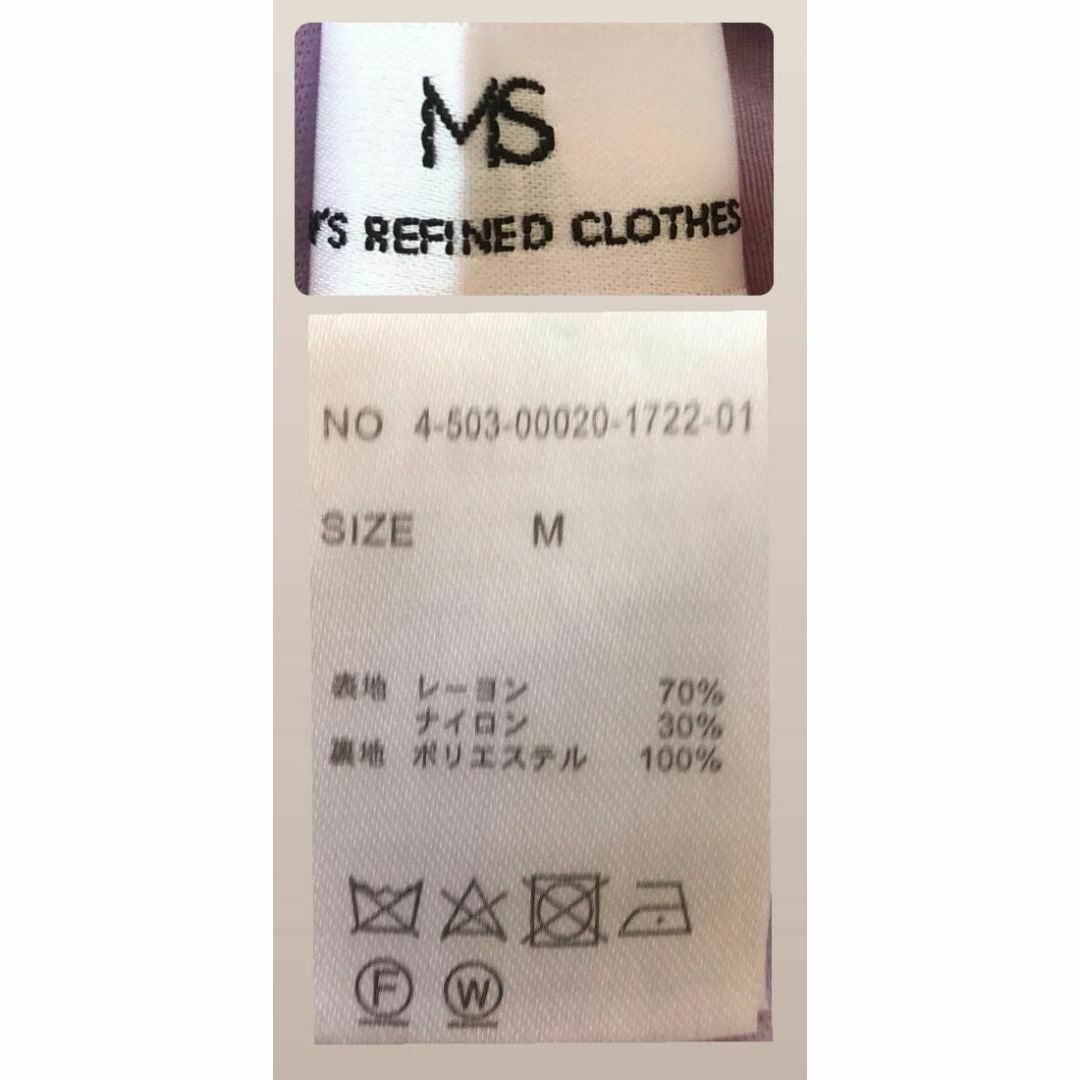 MS
'S REFINED CLOTHES
NO 4-503-00020-1722-01
SIZE M
表地 レーヨン 70%
ナイロン 30%
裏地 ポリエステル 100%
F W